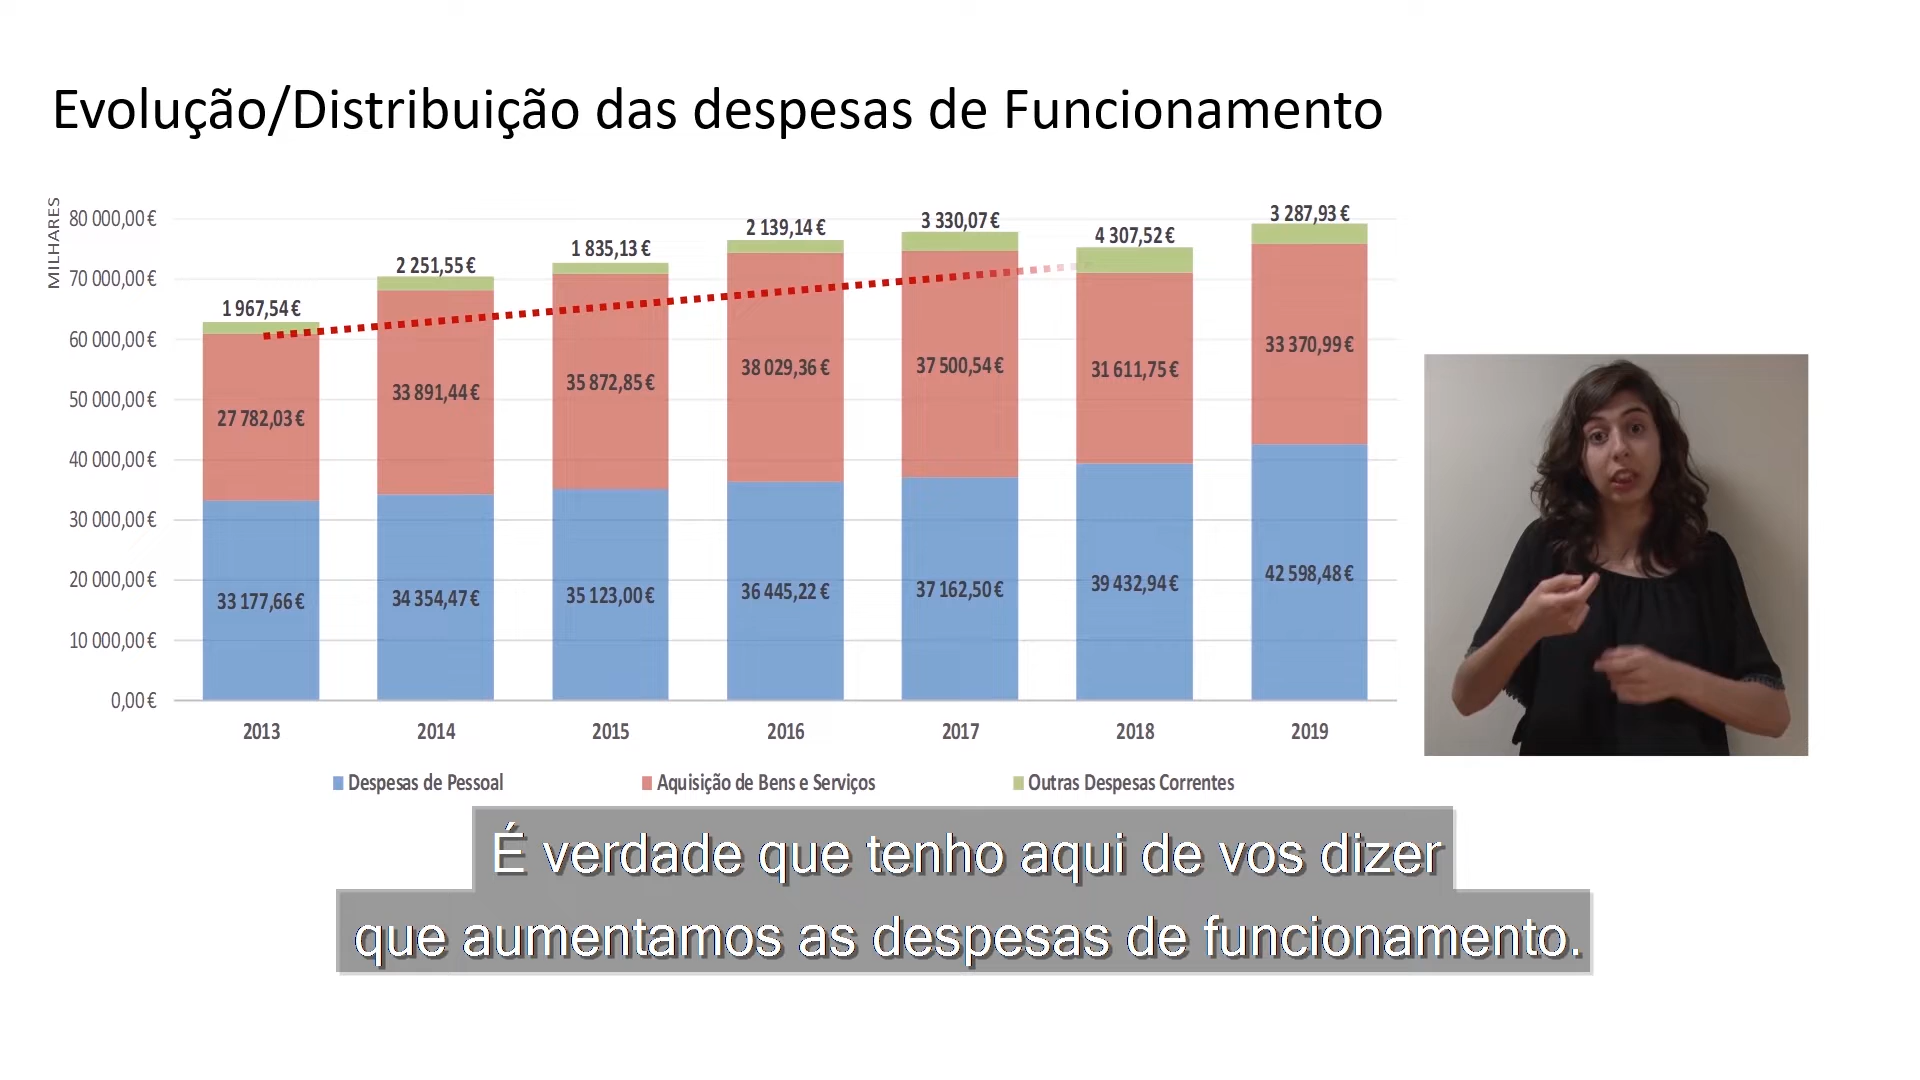 Evolução/Distribuição das despesas de Funcionamento
MILHARES
80 000,00 €
70 000,00 €
60 000,00 €
50 000,00 €
40 000,00 €
30 000,00 €
20 000,00 €
10 000,00 €
0,00 €
1 967,54 €
2 251,55 €
1 835,13 €
2 139,14 €
3 330,07 €
4 307,52 €
3 287,93 €
27 782,03 €
33 891,44 €
35 872,85 €
38 029,36 €
37 500,54 €
31 611,75 €
33 370,99 €
33 177,66 €
34 354,47 €
35 123,00 €
36 445,22 €
37 162,50 €
39 432,94 €
42 598,48 €
2013
2014
2015
2016
2017
2018
2019
Despesas de Pessoal
Aquisição de Bens e Serviços
Outras Despesas Correntes
É verdade que tenho aqui de vos dizer
que aumentamos as despesas de funcionamento.